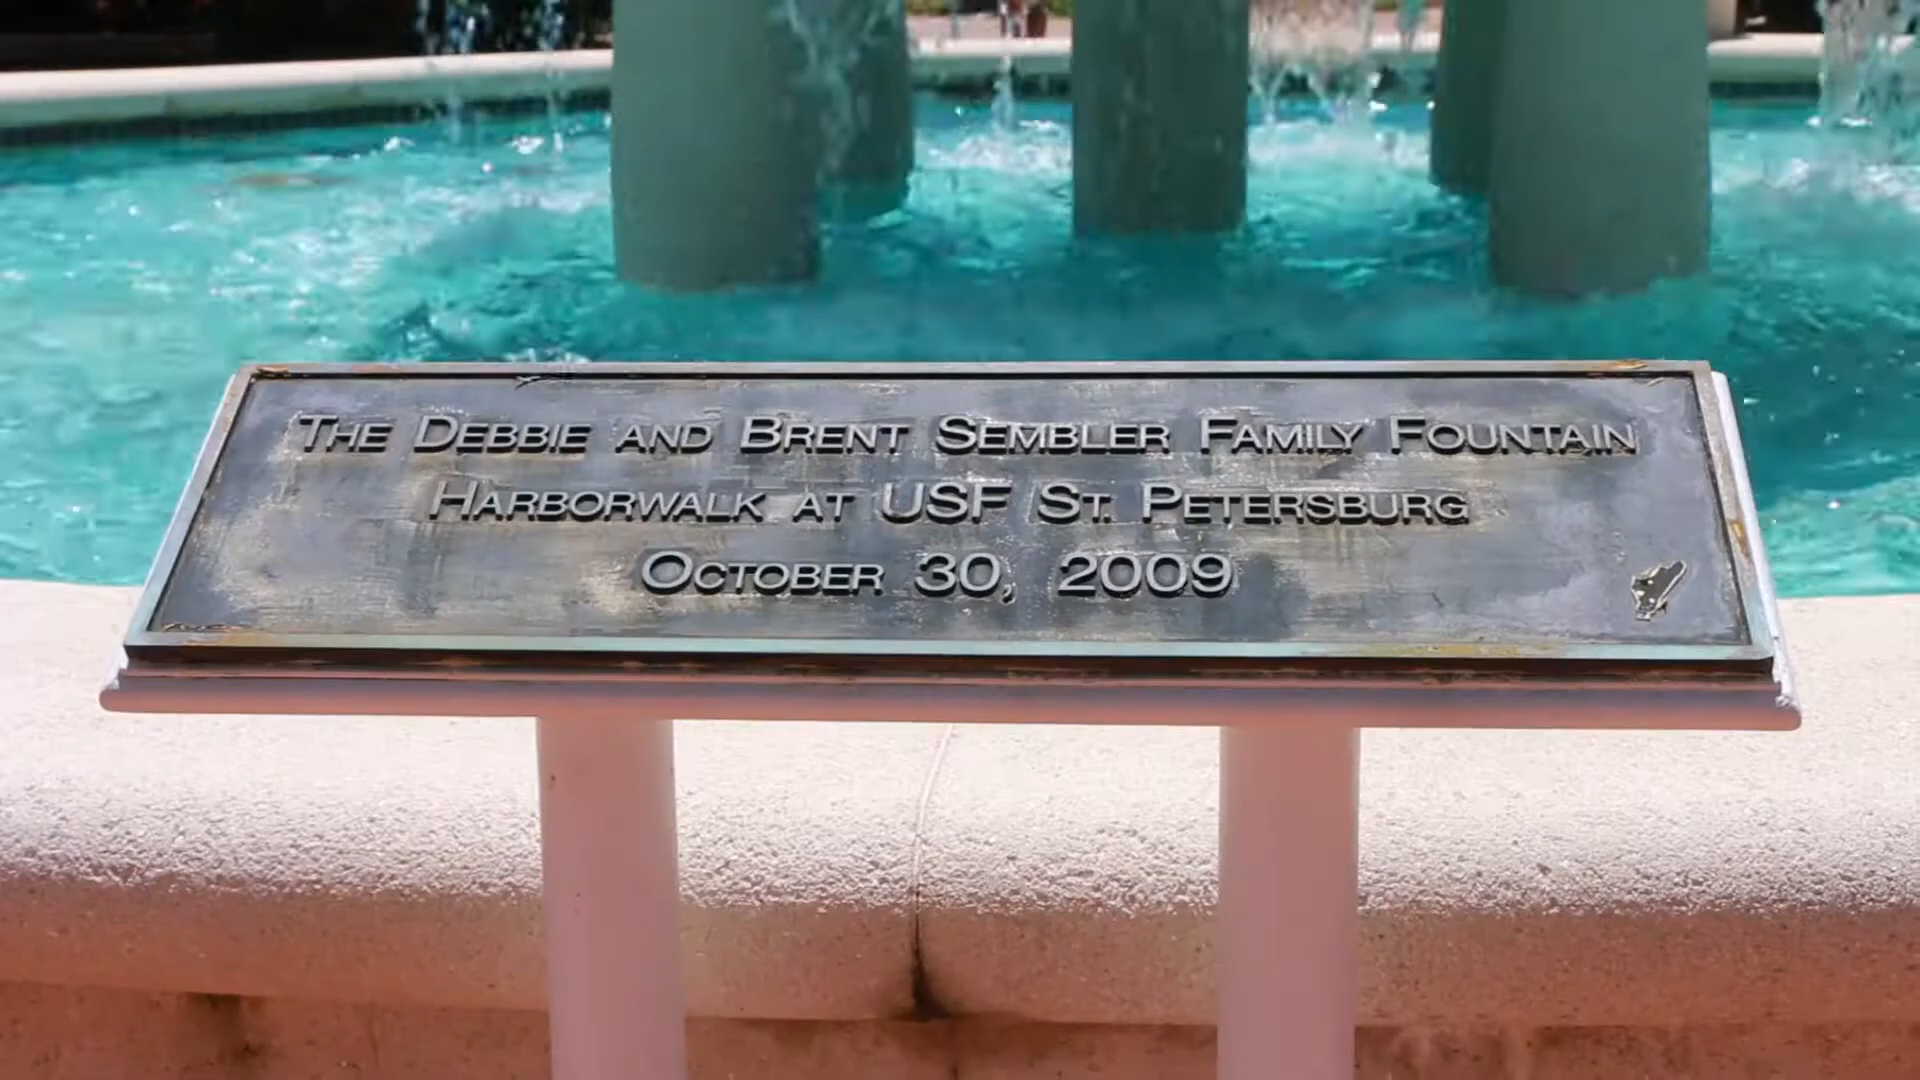 The Debbie and Brent Sembler Family Fountain
Harborwalk at USF St. Petersburg
October 30, 2009